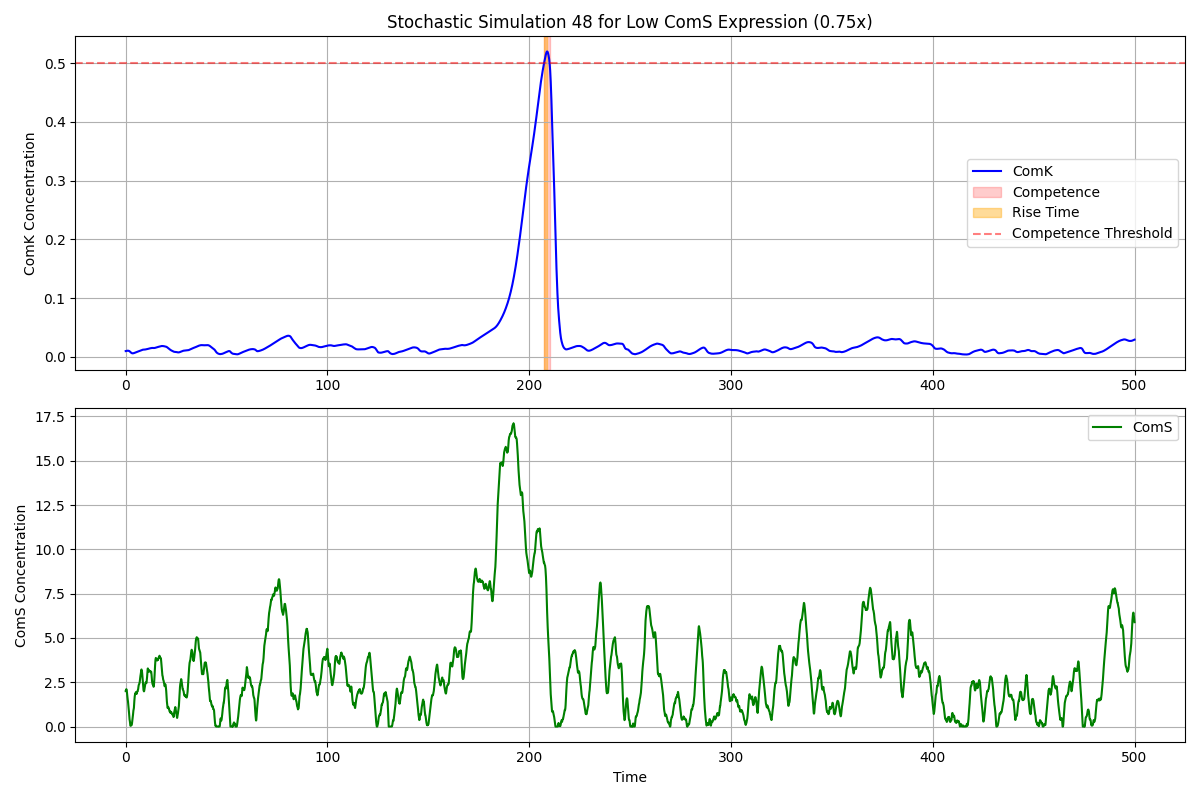 Stochastic Simulation 48 for Low ComS Expression (0.75x)
ComK Concentration
0.5
0.4
0.3
0.2
0.1
0.0
ComK
Competence
Rise Time
Competence Threshold
0 100 200 300 400 500
ComS Concentration
17.5
15.0
12.5
10.0
7.5
5.0
2.5
0.0
ComS
0 100 200 300 400 500
Time